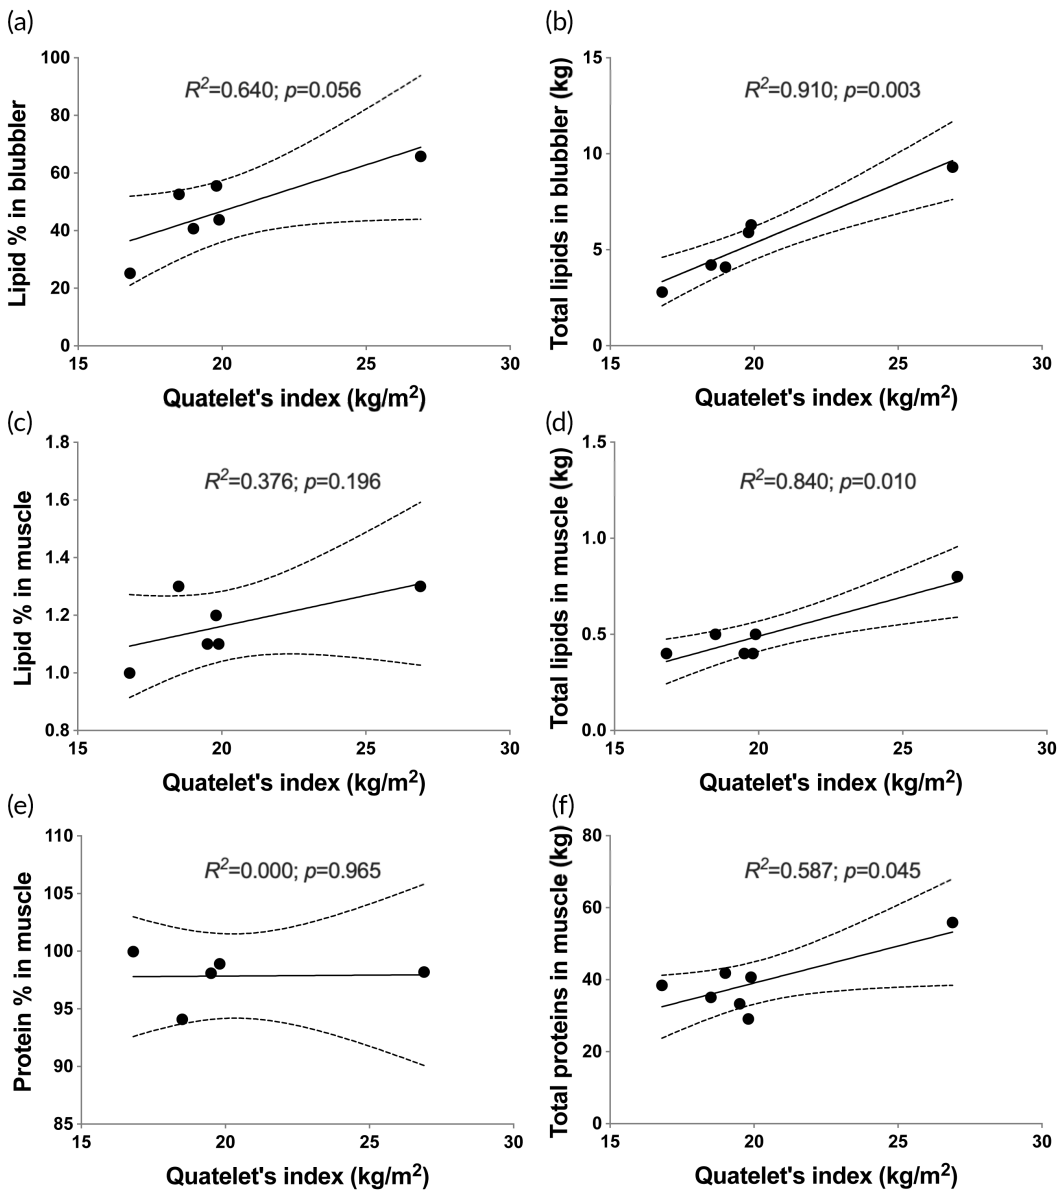 (a)
R²=0.640; p=0.056
Lipid % in blubbler
100
80
60
40
20
0
15 20 25 30
Quatelet's index (kg/m²)
(b)
R²=0.910; p=0.003
Total lipids in blubbler (kg)
15
10
5
0
15 20 25 30
Quatelet's index (kg/m²)
(c)
R²=0.376; p=0.196
Lipid % in muscle
1.8
1.6
1.4
1.2
1.0
0.8
15 20 25 30
Quatelet's index (kg/m²)
(d)
R²=0.840; p=0.010
Total lipids in muscle (kg)
1.5
1.0
0.5
0.0
15 20 25 30
Quatelet's index (kg/m²)
(e)
R²=0.000; p=0.965
Protein % in muscle
110
105
100
95
90
85
15 20 25 30
Quatelet's index (kg/m²)
(f)
R²=0.587; p=0.045
Total proteins in muscle (kg)
80
60
40
20
0
15 20 25 30
Quatelet's index (kg/m²)